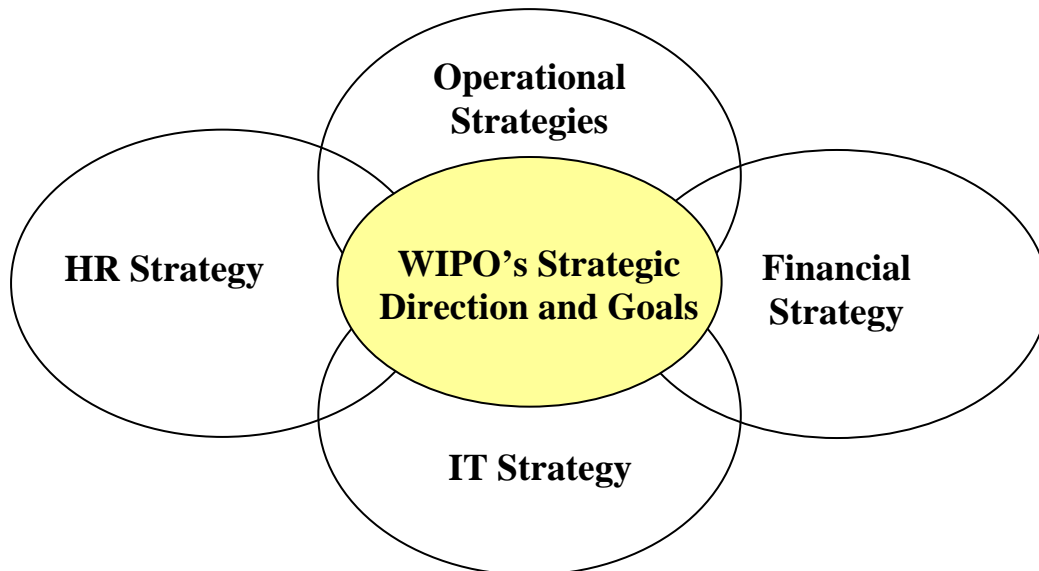 Operational
Strategies
HR Strategy
WIPO’s Strategic
Direction and Goals
Financial
Strategy
IT Strategy